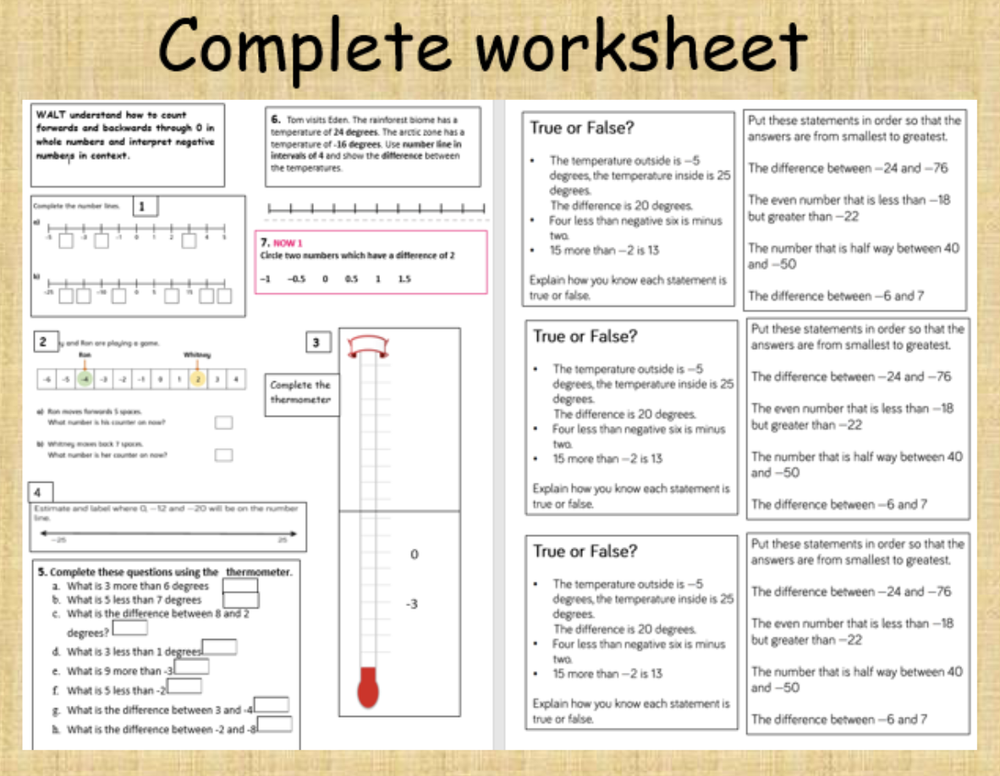 Complete worksheet
WALT understand how to count
forwards and backwards through 0 in
whole numbers and interpret negative
numbers in context.
Complete the number lines.
1
a)
-5 -3 -1 0 1 2 4 5
b)
-25 -10 0 5 15
2
y and Ron are playing a game.
Ron Whitney
-6 -5 -4 -3 -2 -1 0 1 2 3 4
a) Ron moves forwards 5 spaces.
What number is his counter on now?
b) Whitney moves back 7 spaces.
What number is her counter on now?
4
Estimate and label where 0, −12 and −20 will be on the number
line.
−25 25
5. Complete these questions using the thermometer.
a. What is 3 more than 6 degrees
b. What is 5 less than 7 degrees
c. What is the difference between 8 and 2
degrees?
d. What is 3 less than 1 degrees
e. What is 9 more than -3
f. What is 5 less than -2
g. What is the difference between 3 and -4
h. What is the difference between -2 and -8
6. Tom visits Eden. The rainforest biome has a
temperature of 24 degrees. The arctic zone has a
temperature of -16 degrees. Use number line in
intervals of 4 and show the difference between
the temperatures.
7. NOW 1
Circle two numbers which have a difference of 2
−1 −0.5 0 0.5 1 1.5
3
Complete the
thermometer
0
-3
True or False?
• The temperature outside is −5
degrees, the temperature inside is 25
degrees.
The difference is 20 degrees.
• Four less than negative six is minus
two.
• 15 more than −2 is 13
Explain how you know each statement is
true or false.
Put these statements in order so that the
answers are from smallest to greatest.
The difference between −24 and −76
The even number that is less than −18
but greater than −22
The number that is half way between 40
and −50
The difference between −6 and 7
True or False?
• The temperature outside is −5
degrees, the temperature inside is 25
degrees.
The difference is 20 degrees.
• Four less than negative six is minus
two.
• 15 more than −2 is 13
Explain how you know each statement is
true or false.
Put these statements in order so that the
answers are from smallest to greatest.
The difference between −24 and −76
The even number that is less than −18
but greater than −22
The number that is half way between 40
and −50
The difference between −6 and 7
True or False?
• The temperature outside is −5
degrees, the temperature inside is 25
degrees.
The difference is 20 degrees.
• Four less than negative six is minus
two.
• 15 more than −2 is 13
Explain how you know each statement is
true or false.
Put these statements in order so that the
answers are from smallest to greatest.
The difference between −24 and −76
The even number that is less than −18
but greater than −22
The number that is half way between 40
and −50
The difference between −6 and 7